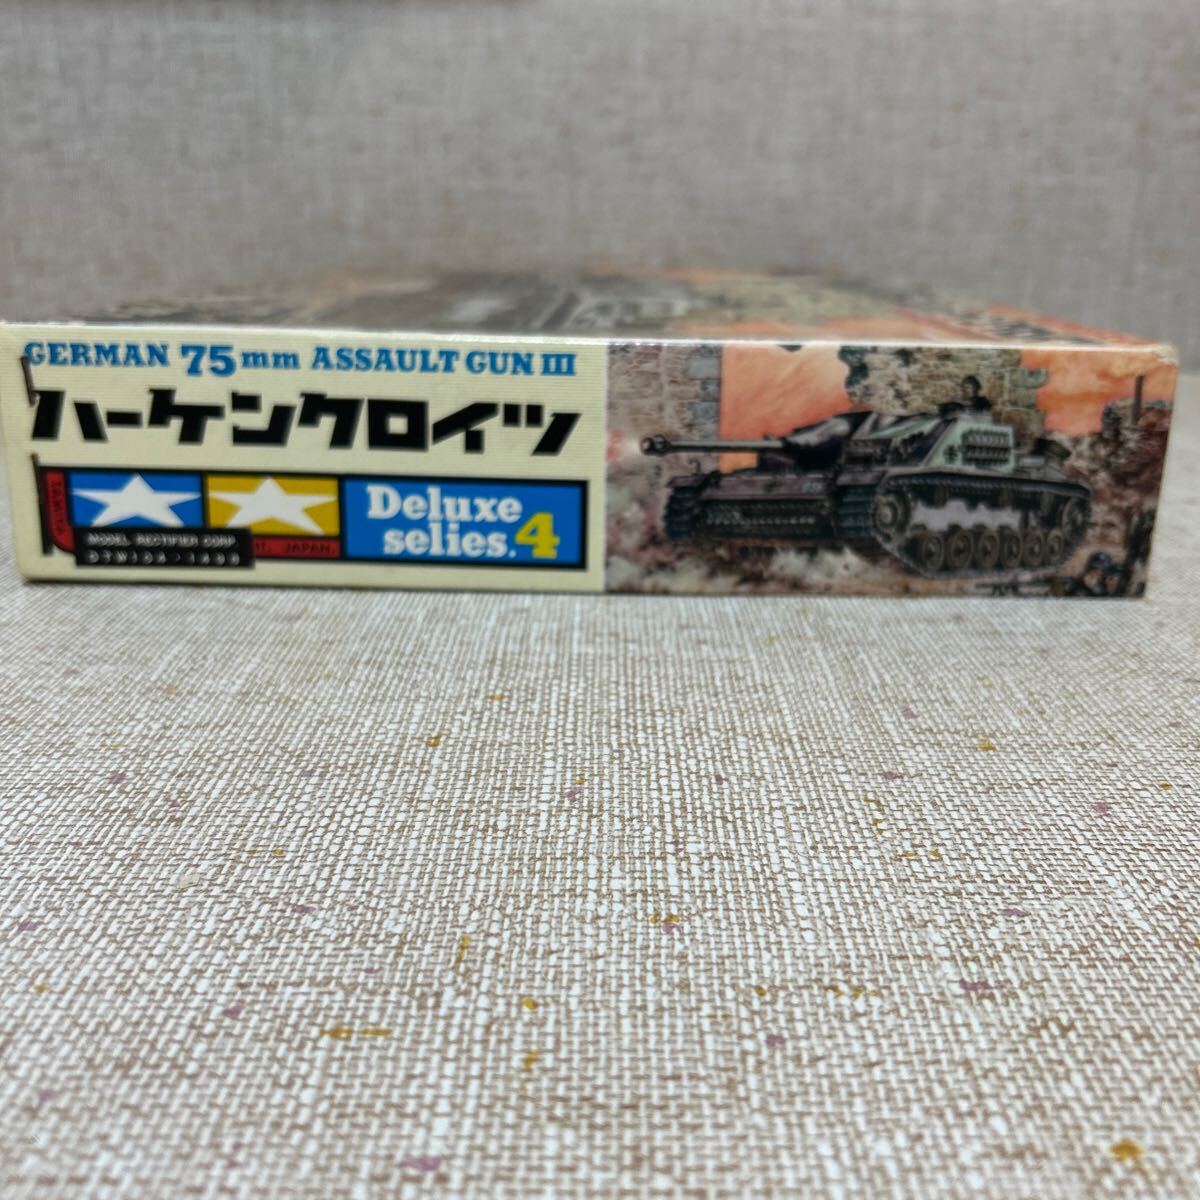 GERMAN 75mm ASSAULT GUN III
ハーケンクロイツ
Deluxe
selies.4
MODEL RECTIFIER CORP
JAPAN.